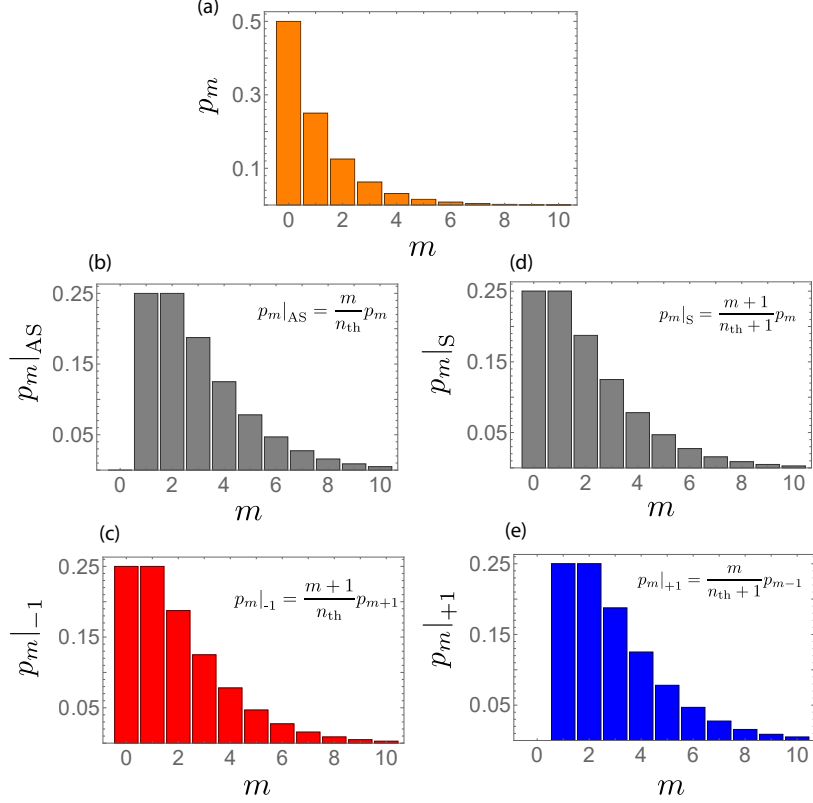 (a)
0.5
0.3
0.1
p_m
0 2 4 6 8 10
m
(b)
0.25
0.15
0.05
p_m|_AS
p_m|_AS = m/n_th p_m
0 2 4 6 8 10
m
(d)
0.25
0.15
0.05
p_m|_S
p_m|_S = m+1/n_th+1 p_m
0 2 4 6 8 10
m
(c)
0.25
0.15
0.05
p_m|_−1
p_m|_-1 = m+1/n_th p_m+1
0 2 4 6 8 10
m
(e)
0.25
0.15
0.05
p_m|_+1
p_m|_+1 = m/n_th+1 p_m−1
0 2 4 6 8 10
m